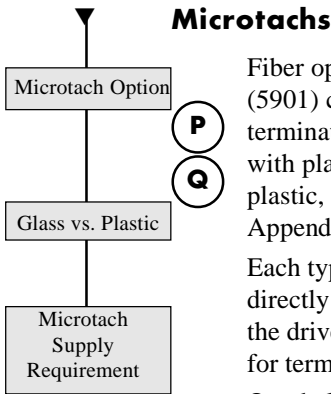 Microtachs
Microtach Option
Glass vs. Plastic
Microtach
Supply
Requirement
P
Q
Fiber op
(5901) c
termina
with pla
plastic,
Append
Each typ
directly
the drive
for term